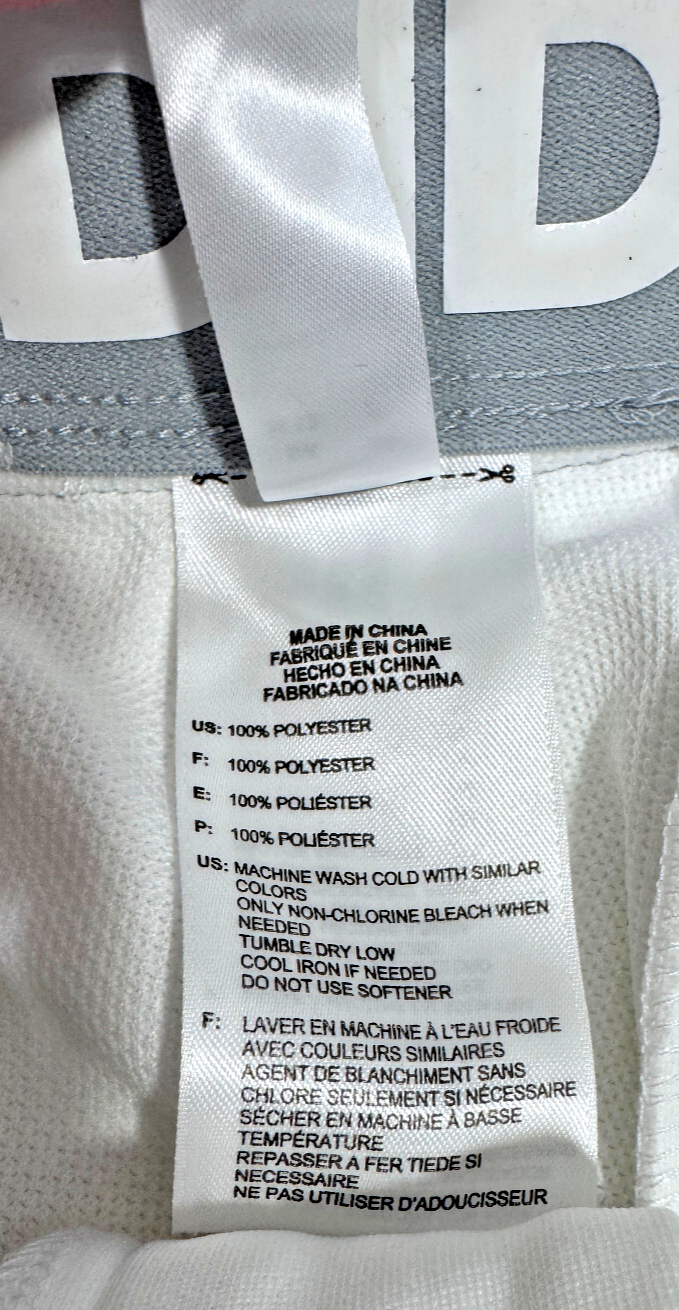 D D
MADE IN CHINA
FABRIQUÉ EN CHINE
HECHO EN CHINA
FABRICADO NA CHINA
US: 100% POLYESTER
F: 100% POLYESTER
E: 100% POLIÉSTER
P: 100% POLIÉSTER
US: MACHINE WASH COLD WITH SIMILAR
COLORS
ONLY NON-CHLORINE BLEACH WHEN
NEEDED
TUMBLE DRY LOW
COOL IRON IF NEEDED
DO NOT USE SOFTENER
F: LAVER EN MACHINE À L'EAU FROIDE
AVEC COULEURS SIMILAIRES
AGENT DE BLANCHIMENT SANS
CHLORE SEULEMENT SI NÉCESSAIRE
SÉCHER EN MACHINE À BASSE
TEMPÉRATURE
REPASSER A FER TIEDE SI
NECESSAIRE
NE PAS UTILISER D'ADOUCISSEUR